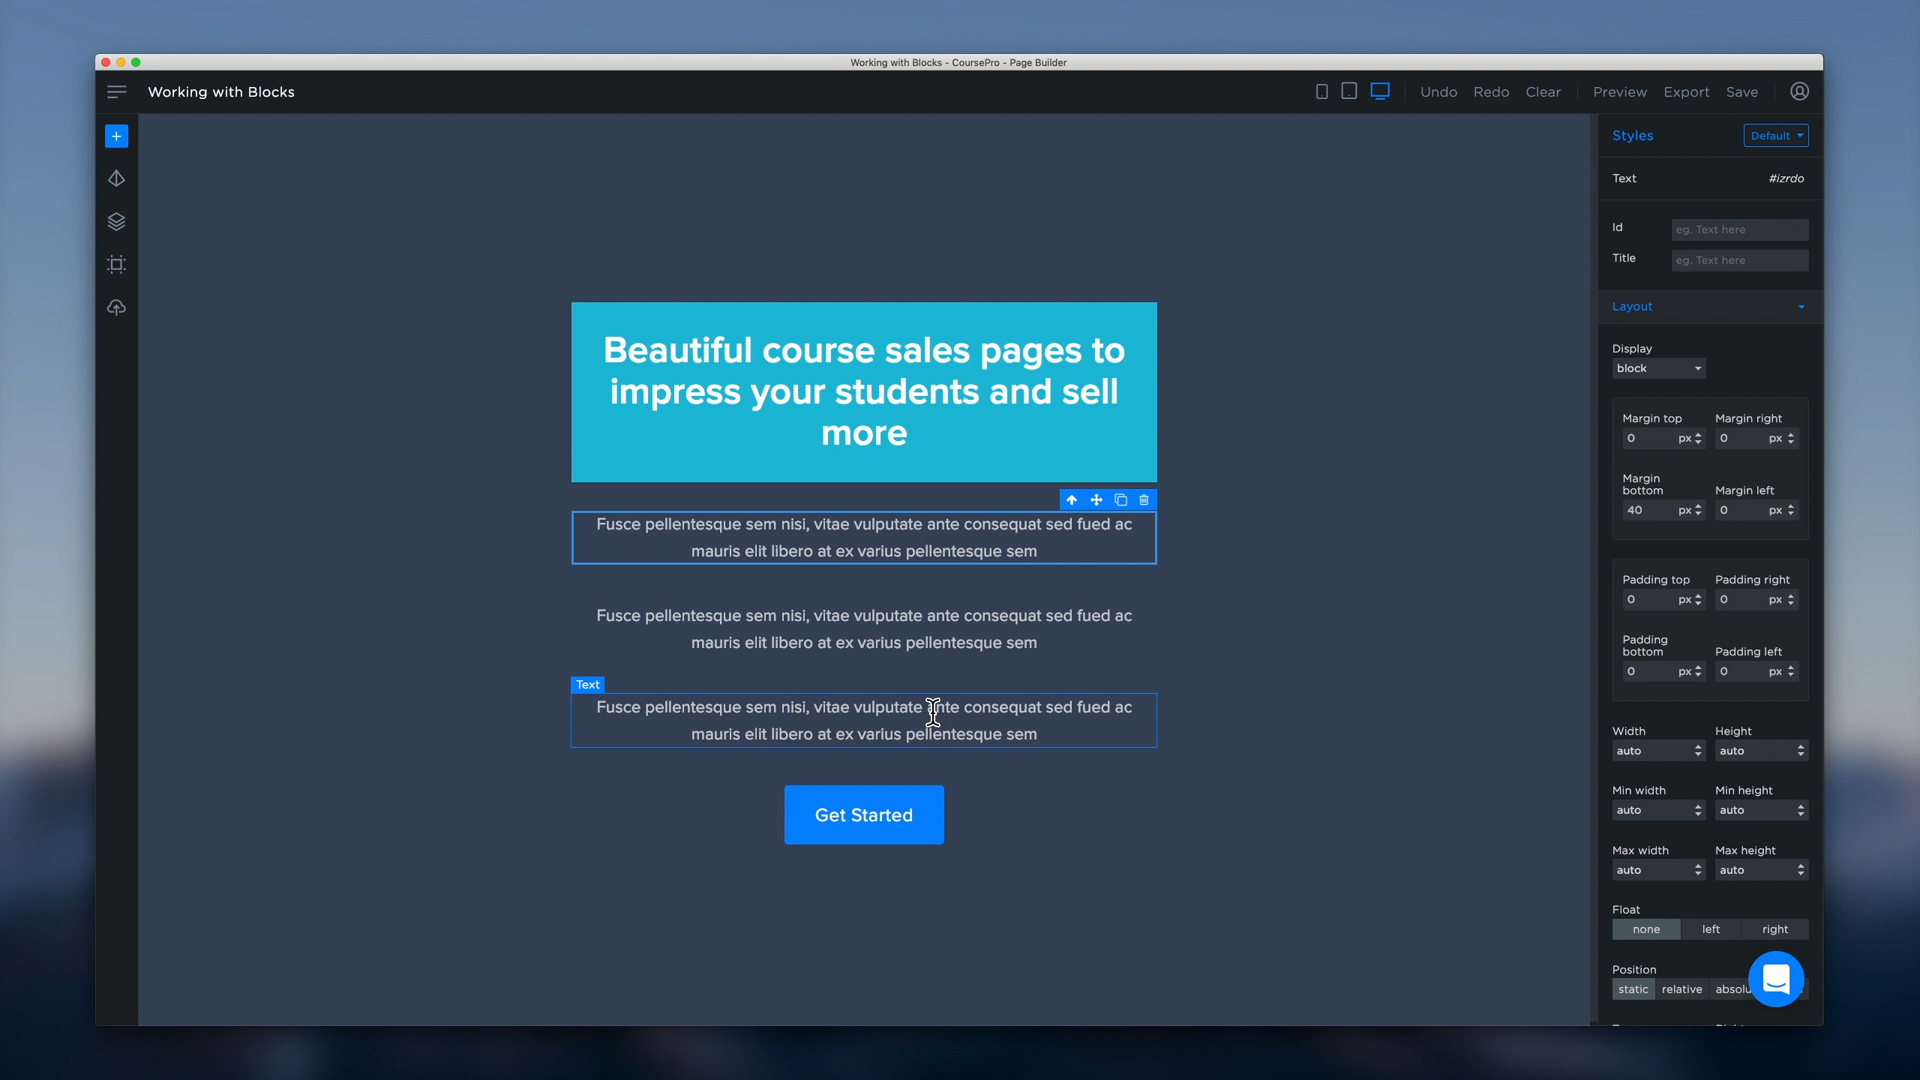 Working with Blocks - CoursePro - Page Builder
Working with Blocks
Undo Redo Clear Preview Export Save
Styles Default
Text #izrdo
Id eg. Text here
Title eg. Text here
Layout
Display
block
Margin top Margin right
0 px 0 px
Margin bottom Margin left
40 px 0 px
Padding top Padding right
0 px 0 px
Padding bottom Padding left
0 px 0 px
Width Height
auto auto
Min width Min height
auto auto
Max width Max height
auto auto
Float
none left right
Position
static relative
Beautiful course sales pages to
impress your students and sell
more
Fusce pellentesque sem nisi, vitae vulputate ante consequat sed fued ac
mauris elit libero at ex varius pellentesque sem
Fusce pellentesque sem nisi, vitae vulputate ante consequat sed fued ac
mauris elit libero at ex varius pellentesque sem
Text
Fusce pellentesque sem nisi, vitae vulputate ante consequat sed fued ac
mauris elit libero at ex varius pellentesque sem
Get Started